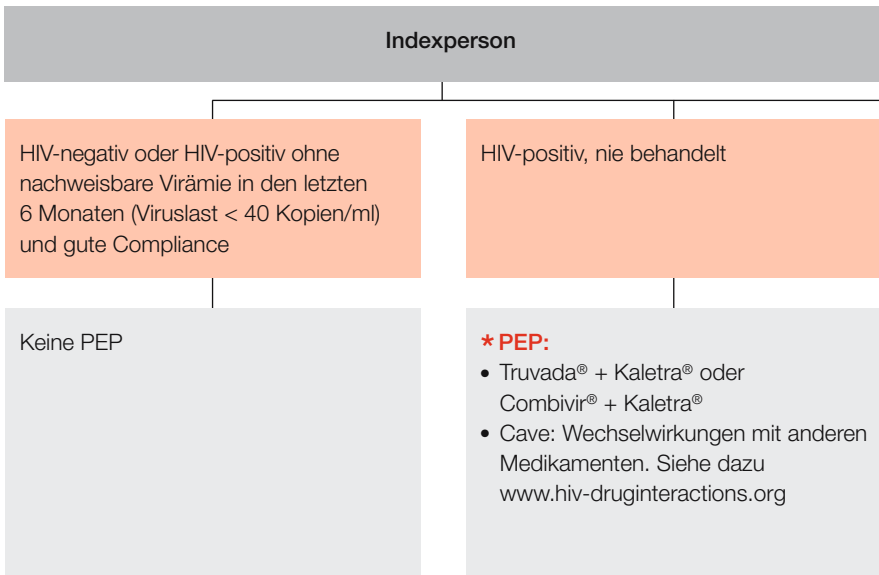 Indexperson
HIV-negativ oder HIV-positiv ohne
nachweisbare Virämie in den letzten
6 Monaten (Viruslast < 40 Kopien/ml)
und gute Compliance
HIV-positiv, nie behandelt
Keine PEP
* PEP:
• Truvada® + Kaletra® oder
Combivir® + Kaletra®
• Cave: Wechselwirkungen mit anderen
Medikamenten. Siehe dazu
www.hiv-druginteractions.org